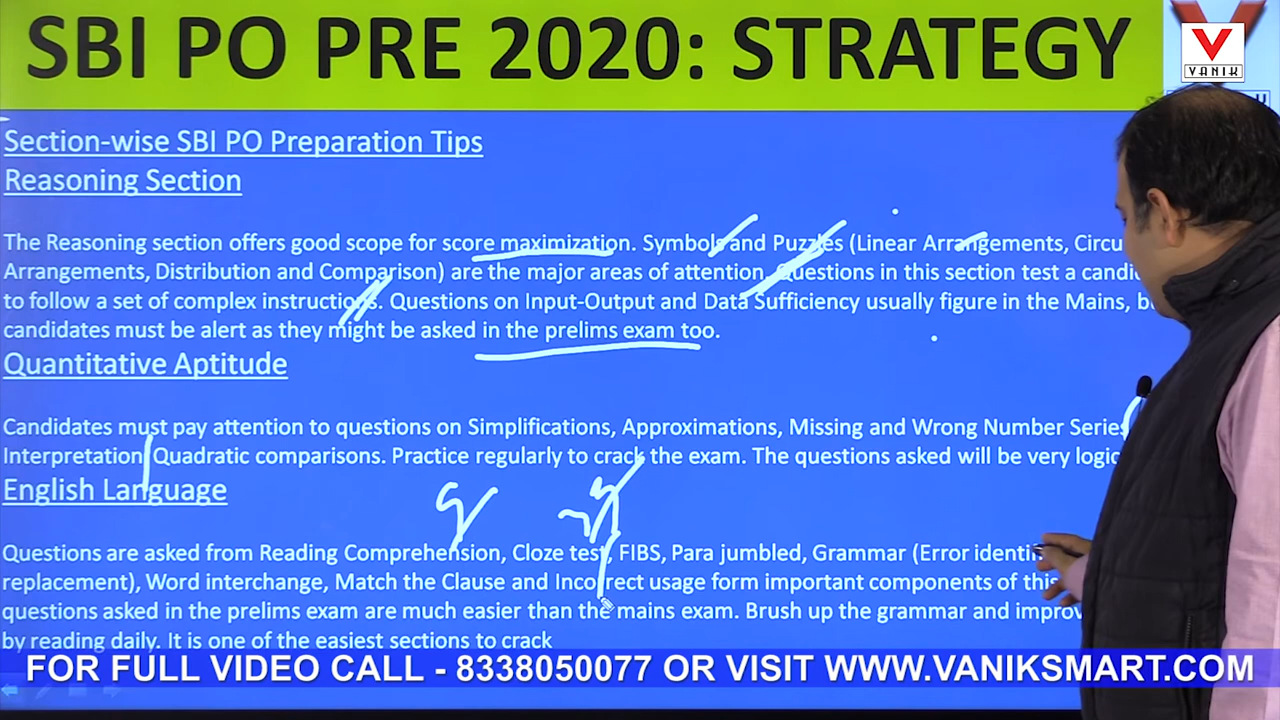 SBI PO PRE 2020: STRATEGY
VANIK
Section-wise SBI PO Preparation Tips
Reasoning Section
The Reasoning section offers good scope for score maximization. Symbols and Puzzles (Linear Arrangements, Circu
Arrangements, Distribution and Comparison) are the major areas of attention. Questions in this section test a candi
to follow a set of complex instructions. Questions on Input-Output and Data Sufficiency usually figure in the Mains, b
candidates must be alert as they might be asked in the prelims exam too.
Quantitative Aptitude
Candidates must pay attention to questions on Simplifications, Approximations, Missing and Wrong Number Series
Interpretation Quadratic comparisons. Practice regularly to crack the exam. The questions asked will be very logic
English Language
Questions are asked from Reading Comprehension, Cloze test, FIBS, Para jumbled, Grammar (Error identi
replacement), Word interchange, Match the Clause and Incorrect usage form important components of this
questions asked in the prelims exam are much easier than the mains exam. Brush up the grammar and improv
by reading daily. It is one of the easiest sections to crack
FOR FULL VIDEO CALL - 8338050077 OR VISIT WWW.VANIKSMART.COM